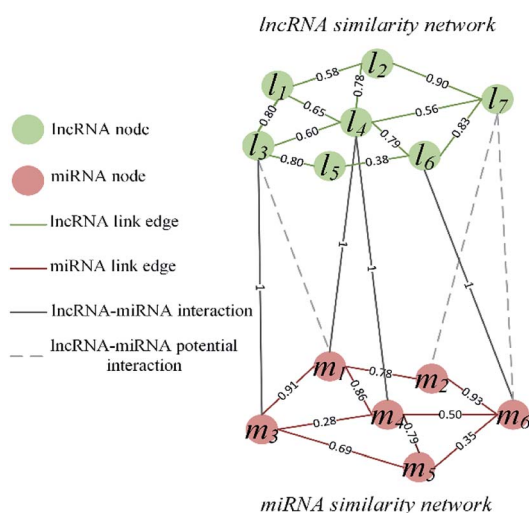 lncRNA similarity network
l2
0.58
0.90
l1
0.78
l7
0.65
0.56
0.80
l4
0.60
0.79
0.83
l3
l6
0.80
0.38
l5
lncRNA node
miRNA node
lncRNA link edge
miRNA link edge
lncRNA-miRNA interaction
lncRNA-miRNA potential
interaction
1
1
1
1
m1
0.78
m2
0.91
0.86
0.93
m3
0.28
m4
0.50
m6
0.79
0.35
0.69
m5
miRNA similarity network